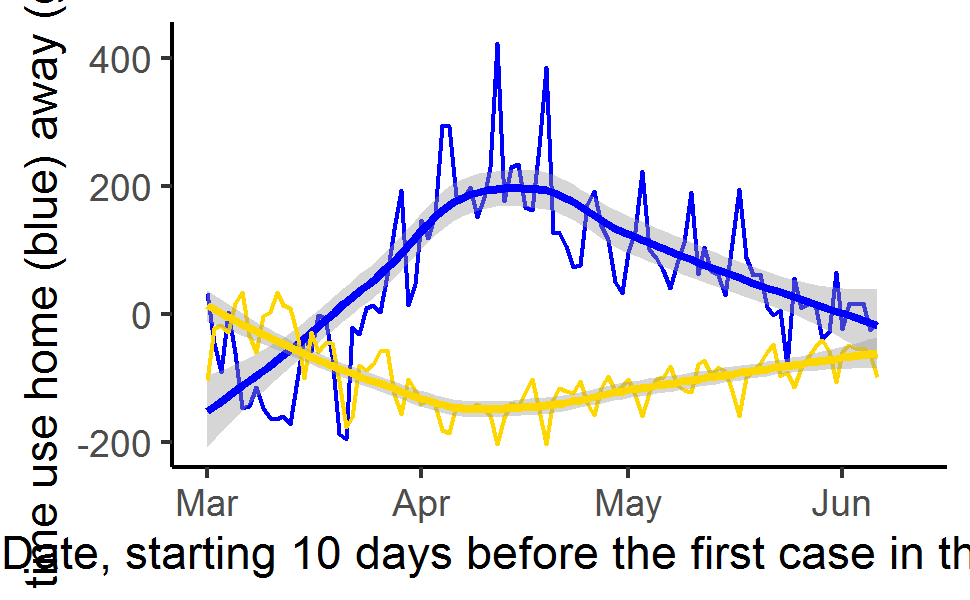 time use home (blue) away (
400
200
0
-200
Mar Apr May Jun
Date, starting 10 days before the first case in th